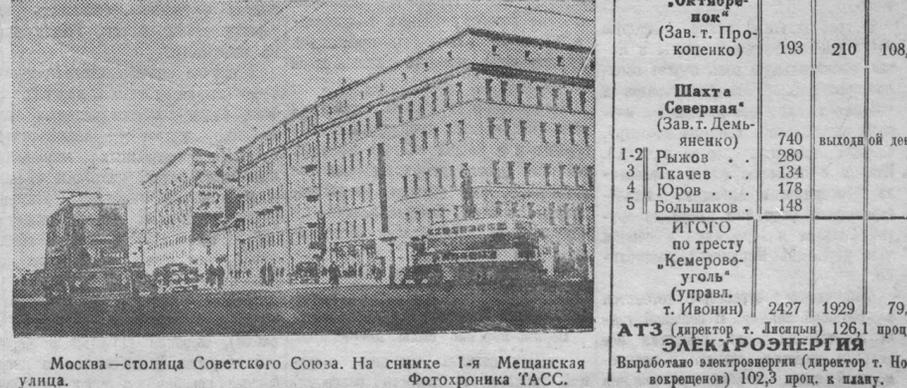 Москва—столица Советского Союза. На снимке 1-я Мещанская
улица. Фотохроника ТАСС.
„Октябре-
нок“
(Зав. т. Про-
копенко) 193 210 108,
Шахта
„Северная“
(Зав. т. Демь-
яненко) 740 выходной ден
1-2 Рыжов . . 280
3 Ткачев . . 134
4 Юров . . . 178
5 Большаков . 148
ИТОГО
по тресту
„Кемерово-
уголь“
(управл.
т. Ивонин) 2427 1929 79,
АТЗ (директор т. Лисицын) 126,1 проц
ЭЛЕКТРОЭНЕРГИЯ
Выработано электроэнергии (директор т. Но
вокрещенов) 102,3 проц. к плану.